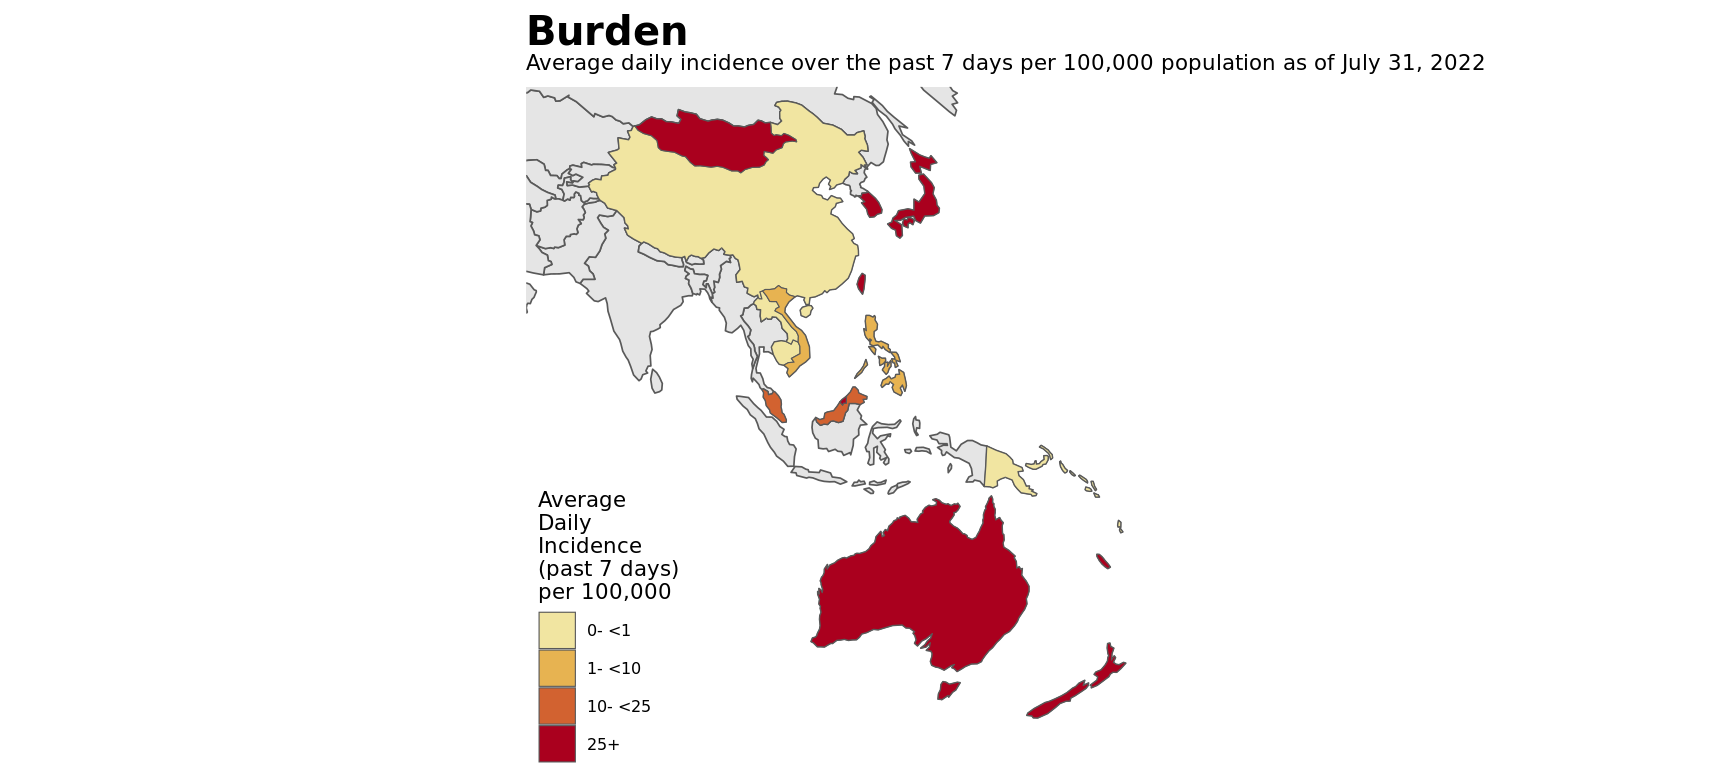 Burden
Average daily incidence over the past 7 days per 100,000 population as of July 31, 2022
Average
Daily
Incidence
(past 7 days)
per 100,000
0- <1
1- <10
10- <25
25+